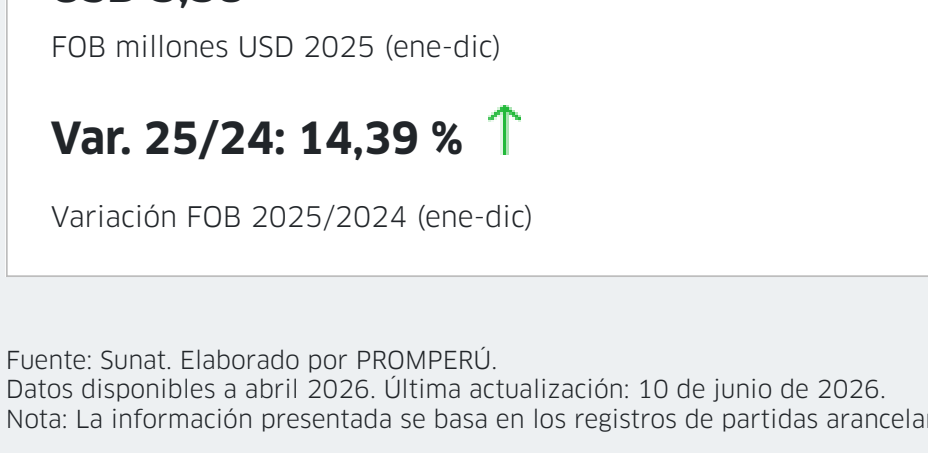 FOB millones USD 2025 (ene-dic)
Var. 25/24: 14,39 %
Variación FOB 2025/2024 (ene-dic)
Fuente: Sunat. Elaborado por PROMPERÚ.
Datos disponibles a abril 2026. Última actualización: 10 de junio de 2026.
Nota: La información presentada se basa en los registros de partidas